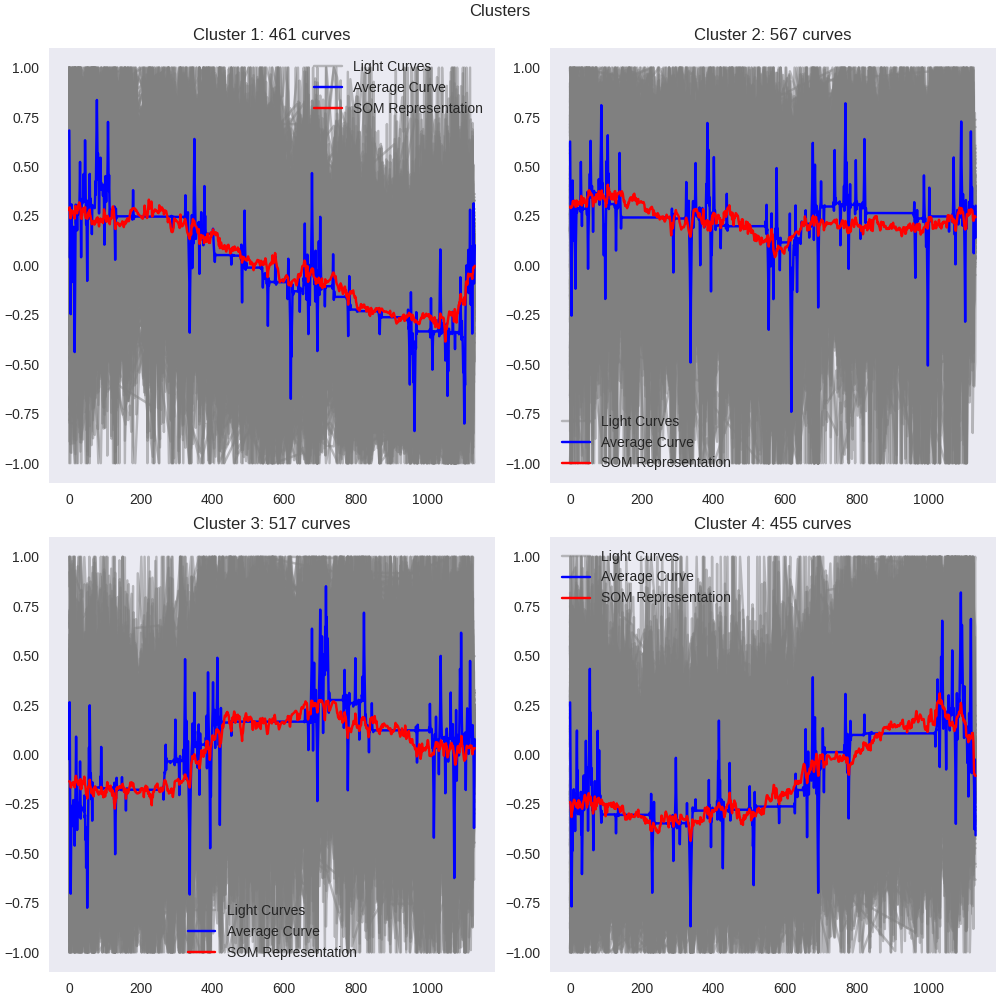 Clusters
Cluster 1: 461 curves
1.00
0.75
0.50
0.25
0.00
−0.25
−0.50
−0.75
−1.00
Light Curves
Average Curve
SOM Representation
0 200 400 600 800 1000
Cluster 2: 567 curves
1.00
0.75
0.50
0.25
0.00
−0.25
−0.50
−0.75
−1.00
Light Curves
Average Curve
SOM Representation
0 200 400 600 800 1000
Cluster 3: 517 curves
1.00
0.75
0.50
0.25
0.00
−0.25
−0.50
−0.75
−1.00
Light Curves
Average Curve
SOM Representation
0 200 400 600 800 1000
Cluster 4: 455 curves
1.00
0.75
0.50
0.25
0.00
−0.25
−0.50
−0.75
−1.00
Light Curves
Average Curve
SOM Representation
0 200 400 600 800 1000